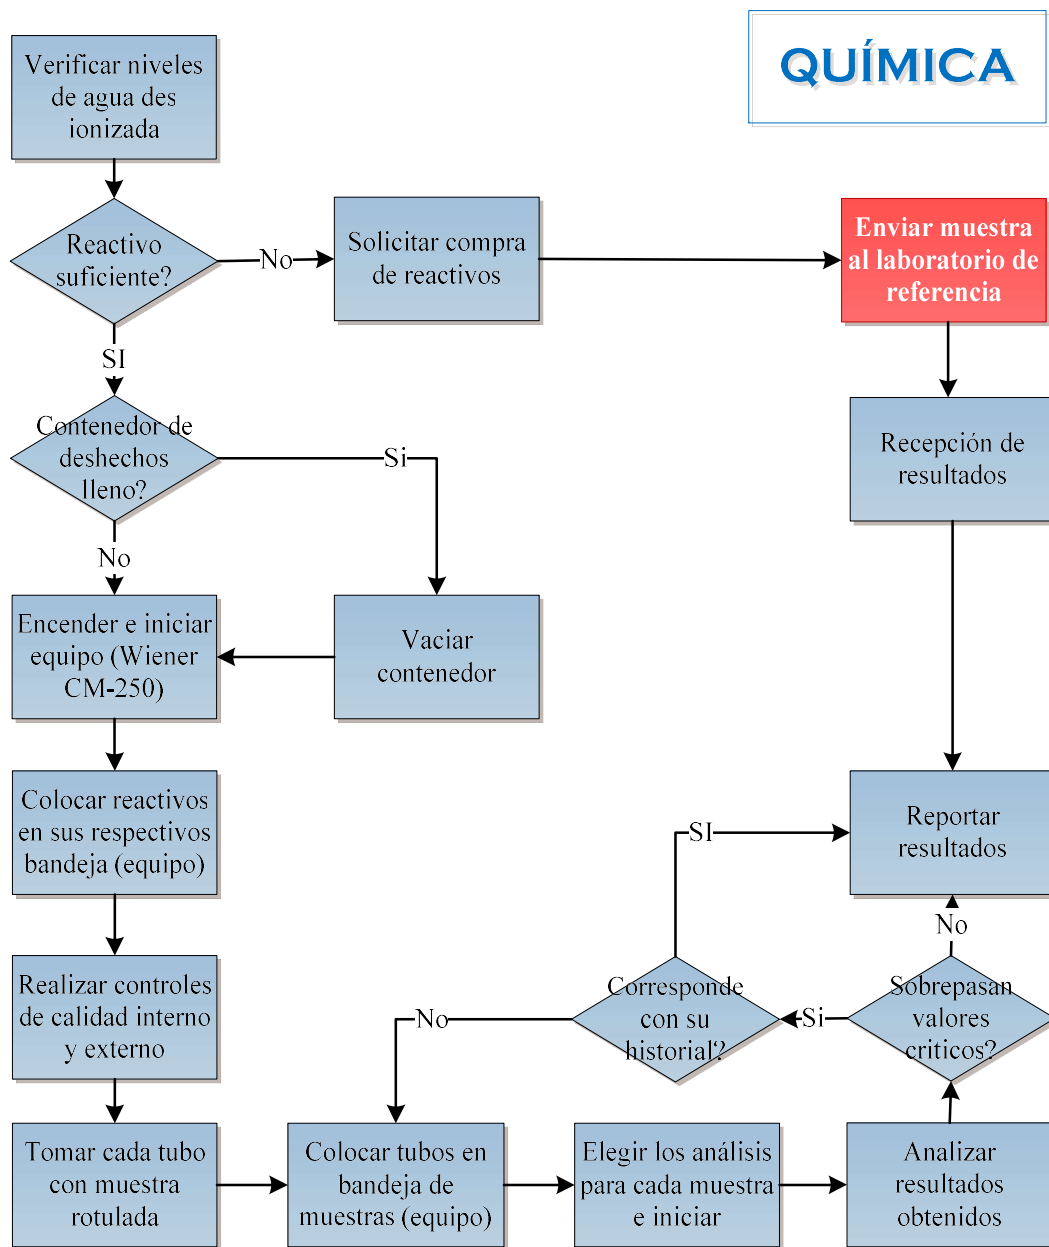 QUÍMICA
Verificar niveles
de agua des
ionizada
Reactivo
suficiente?
No
Solicitar compra
de reactivos
Enviar muestra
al laboratorio de
referencia
SI
Contenedor de
deshechos
lleno?
Si
Recepción de
resultados
No
Encender e iniciar
equipo (Wiener
CM-250)
Vaciar
contenedor
Colocar reactivos
en sus respectivos
bandeja (equipo)
SI
Reportar
resultados
No
Realizar controles
de calidad interno
y externo
No
Corresponde
con su
historial?
Si
Sobrepasan
valores
criticos?
Tomar cada tubo
con muestra
rotulada
Colocar tubos en
bandeja de
muestras (equipo)
Elegir los análisis
para cada muestra
e iniciar
Analizar
resultados
obtenidos